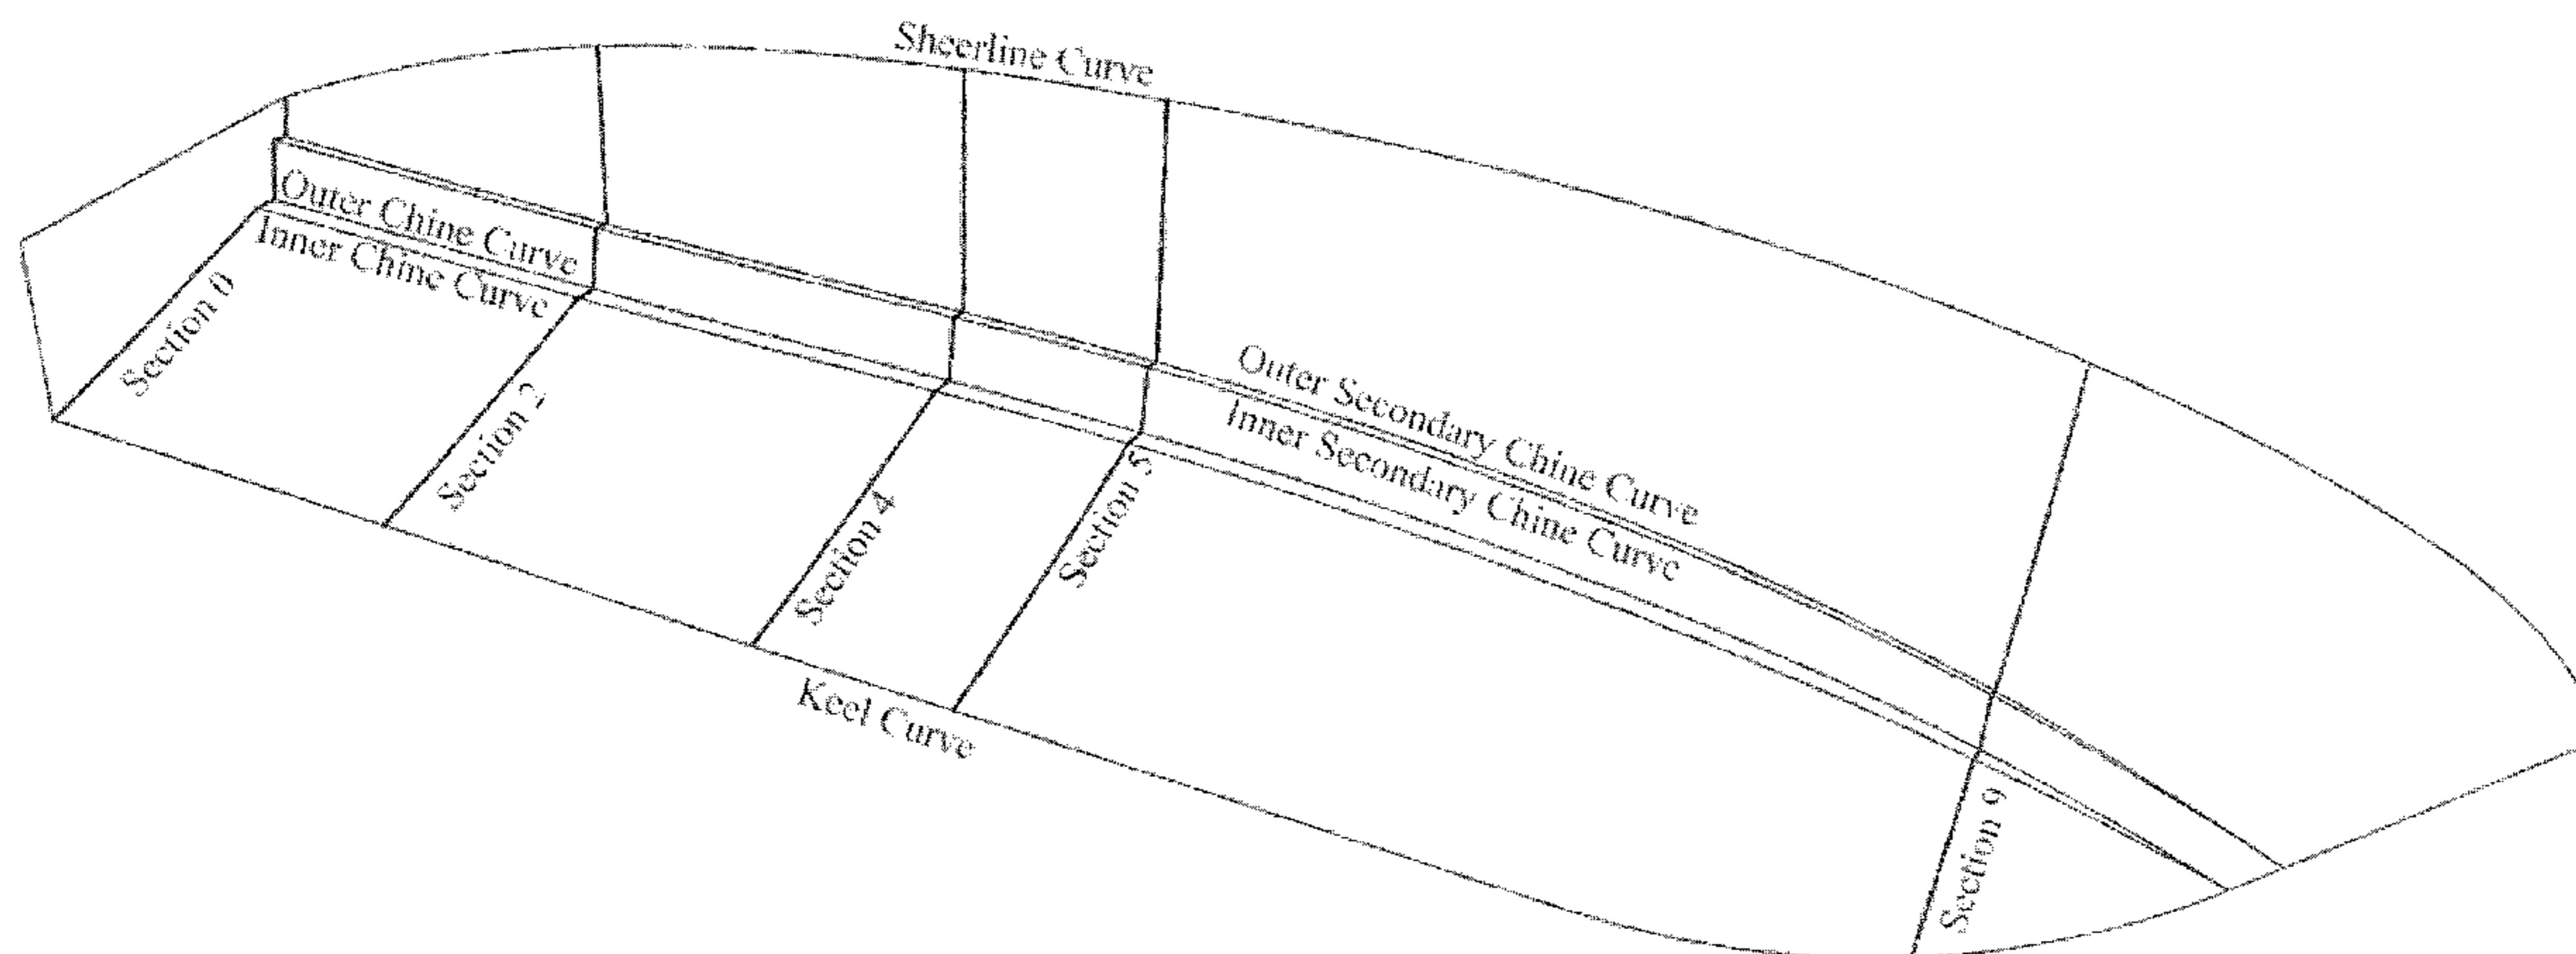 Sheerline Curve
Outer Chine Curve
Inner Chine Curve
Section 0
Section 2
Section 4
Section 5
Outer Secondary Chine Curve
Inner Secondary Chine Curve
Keel Curve
Section 9